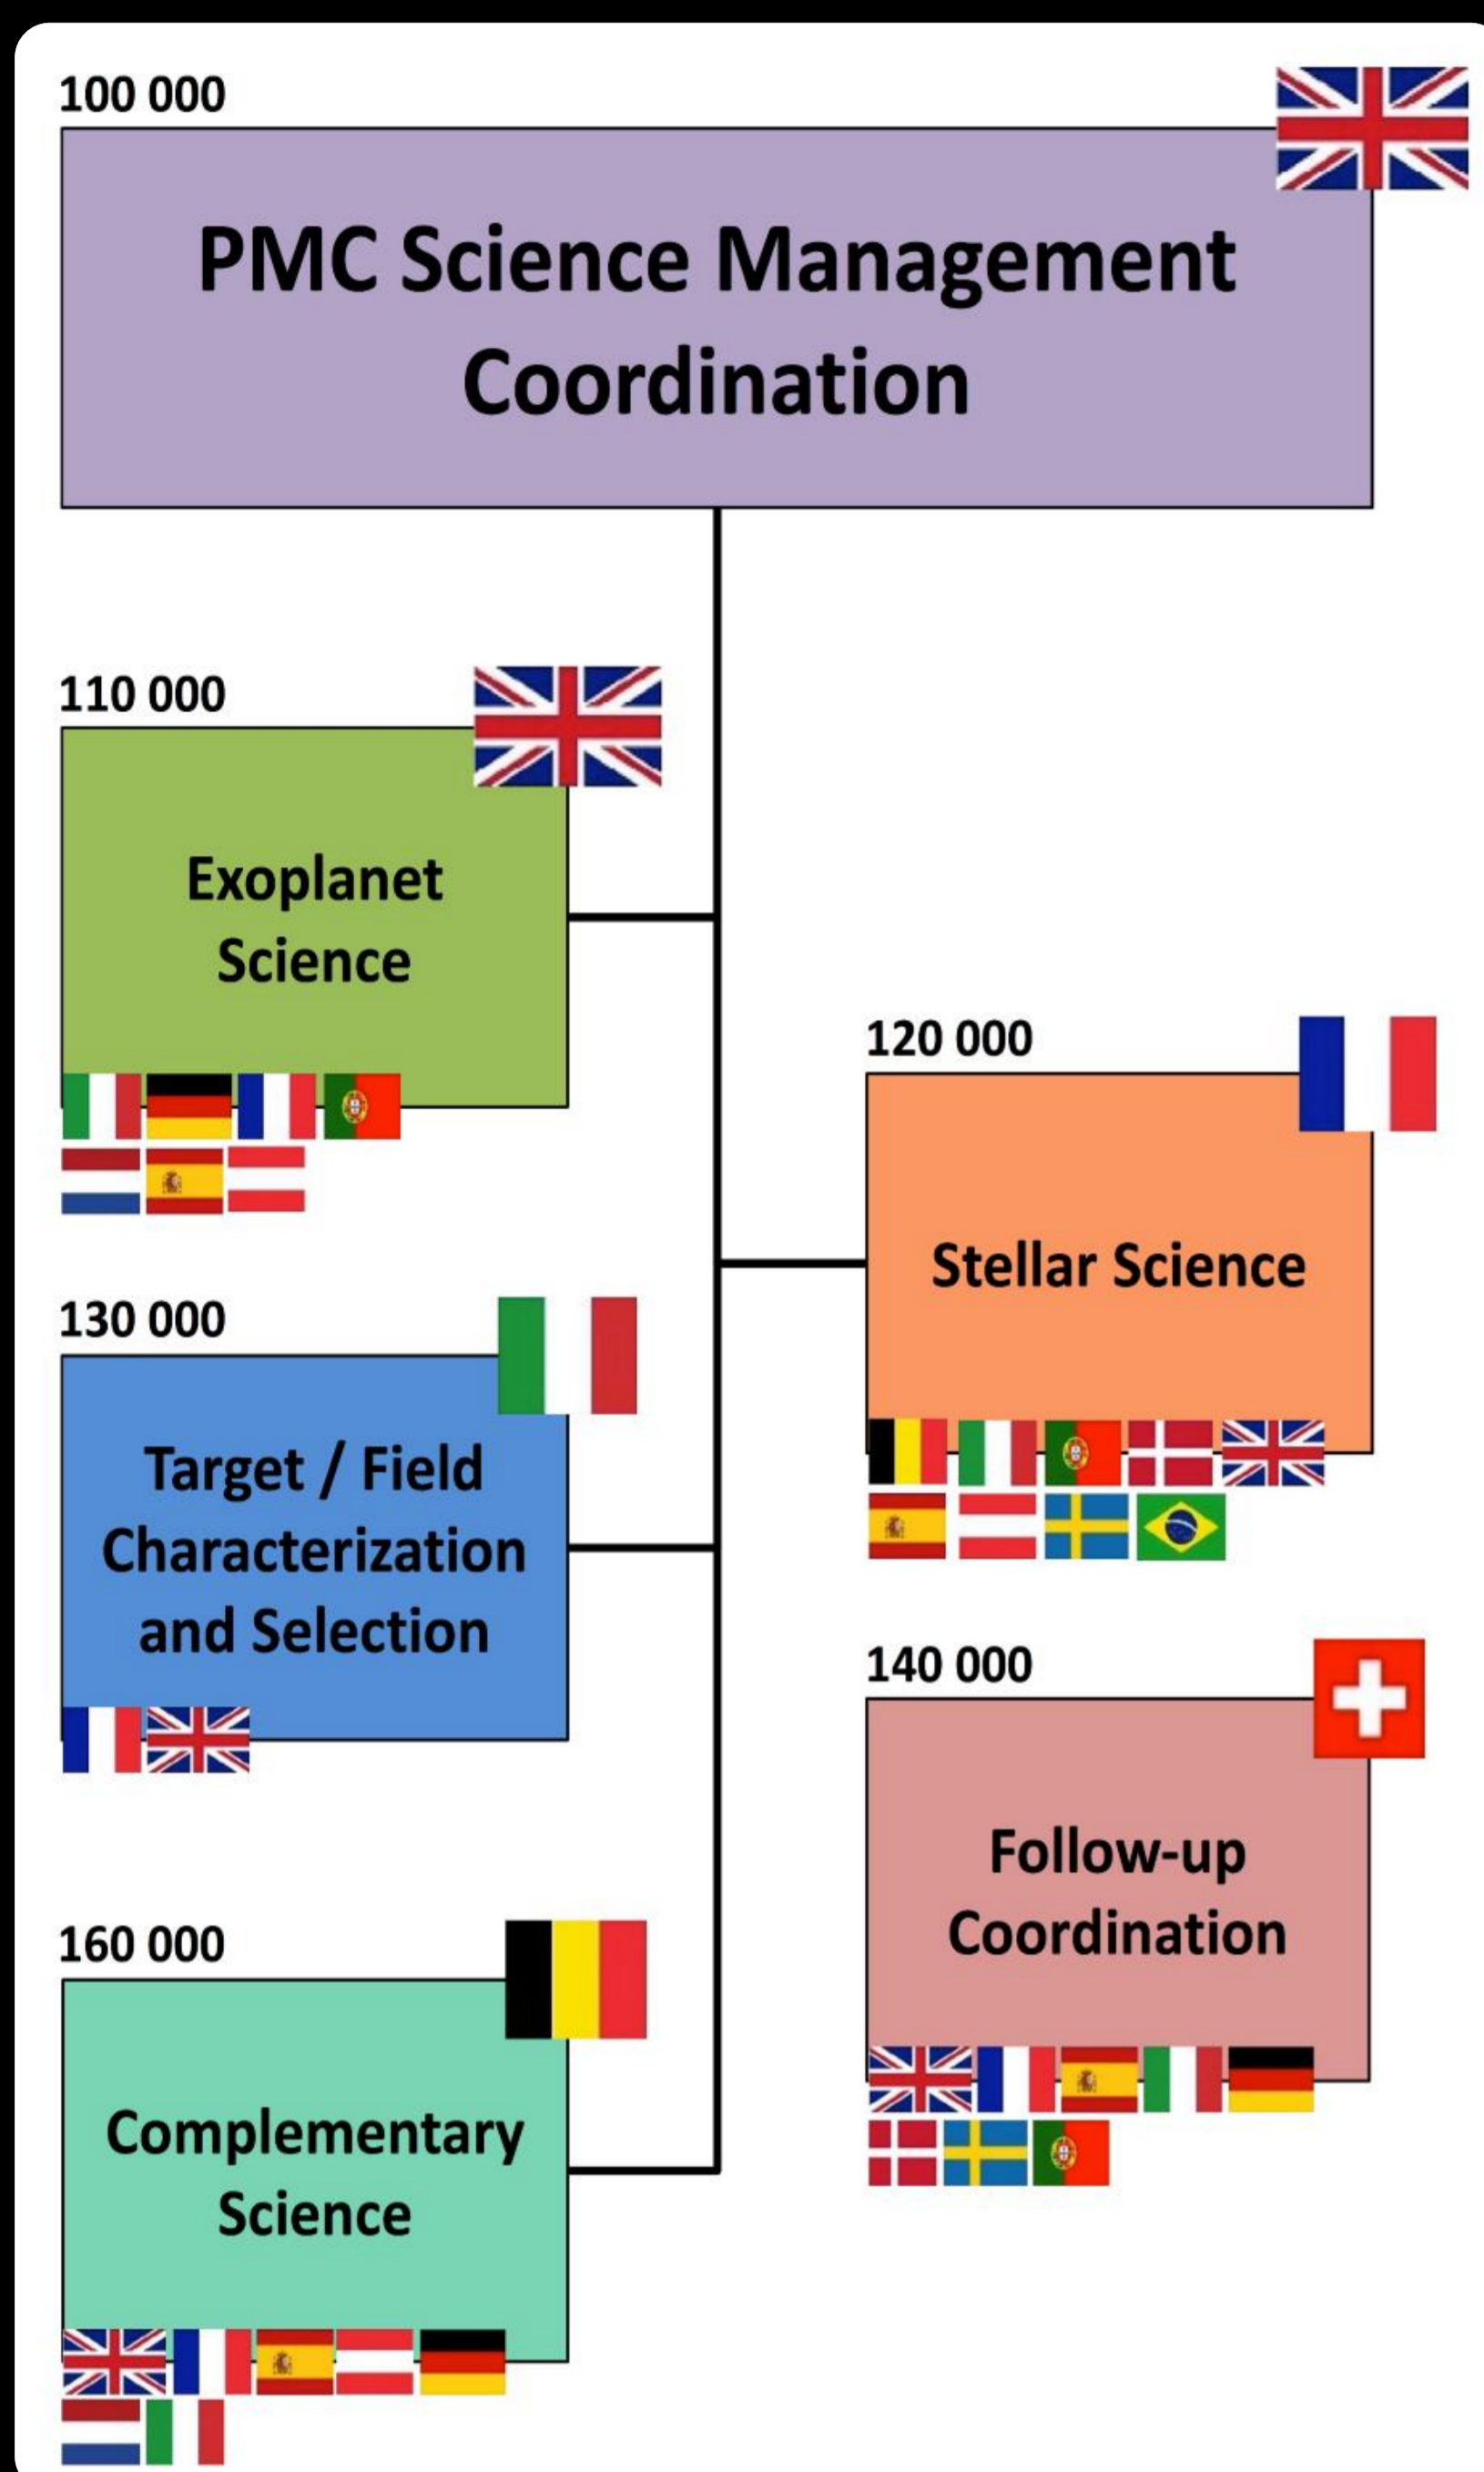 100 000
PMC Science Management
Coordination
110 000
Exoplanet
Science
120 000
Stellar Science
130 000
Target / Field
Characterization
and Selection
140 000
Follow-up
Coordination
160 000
Complementary
Science